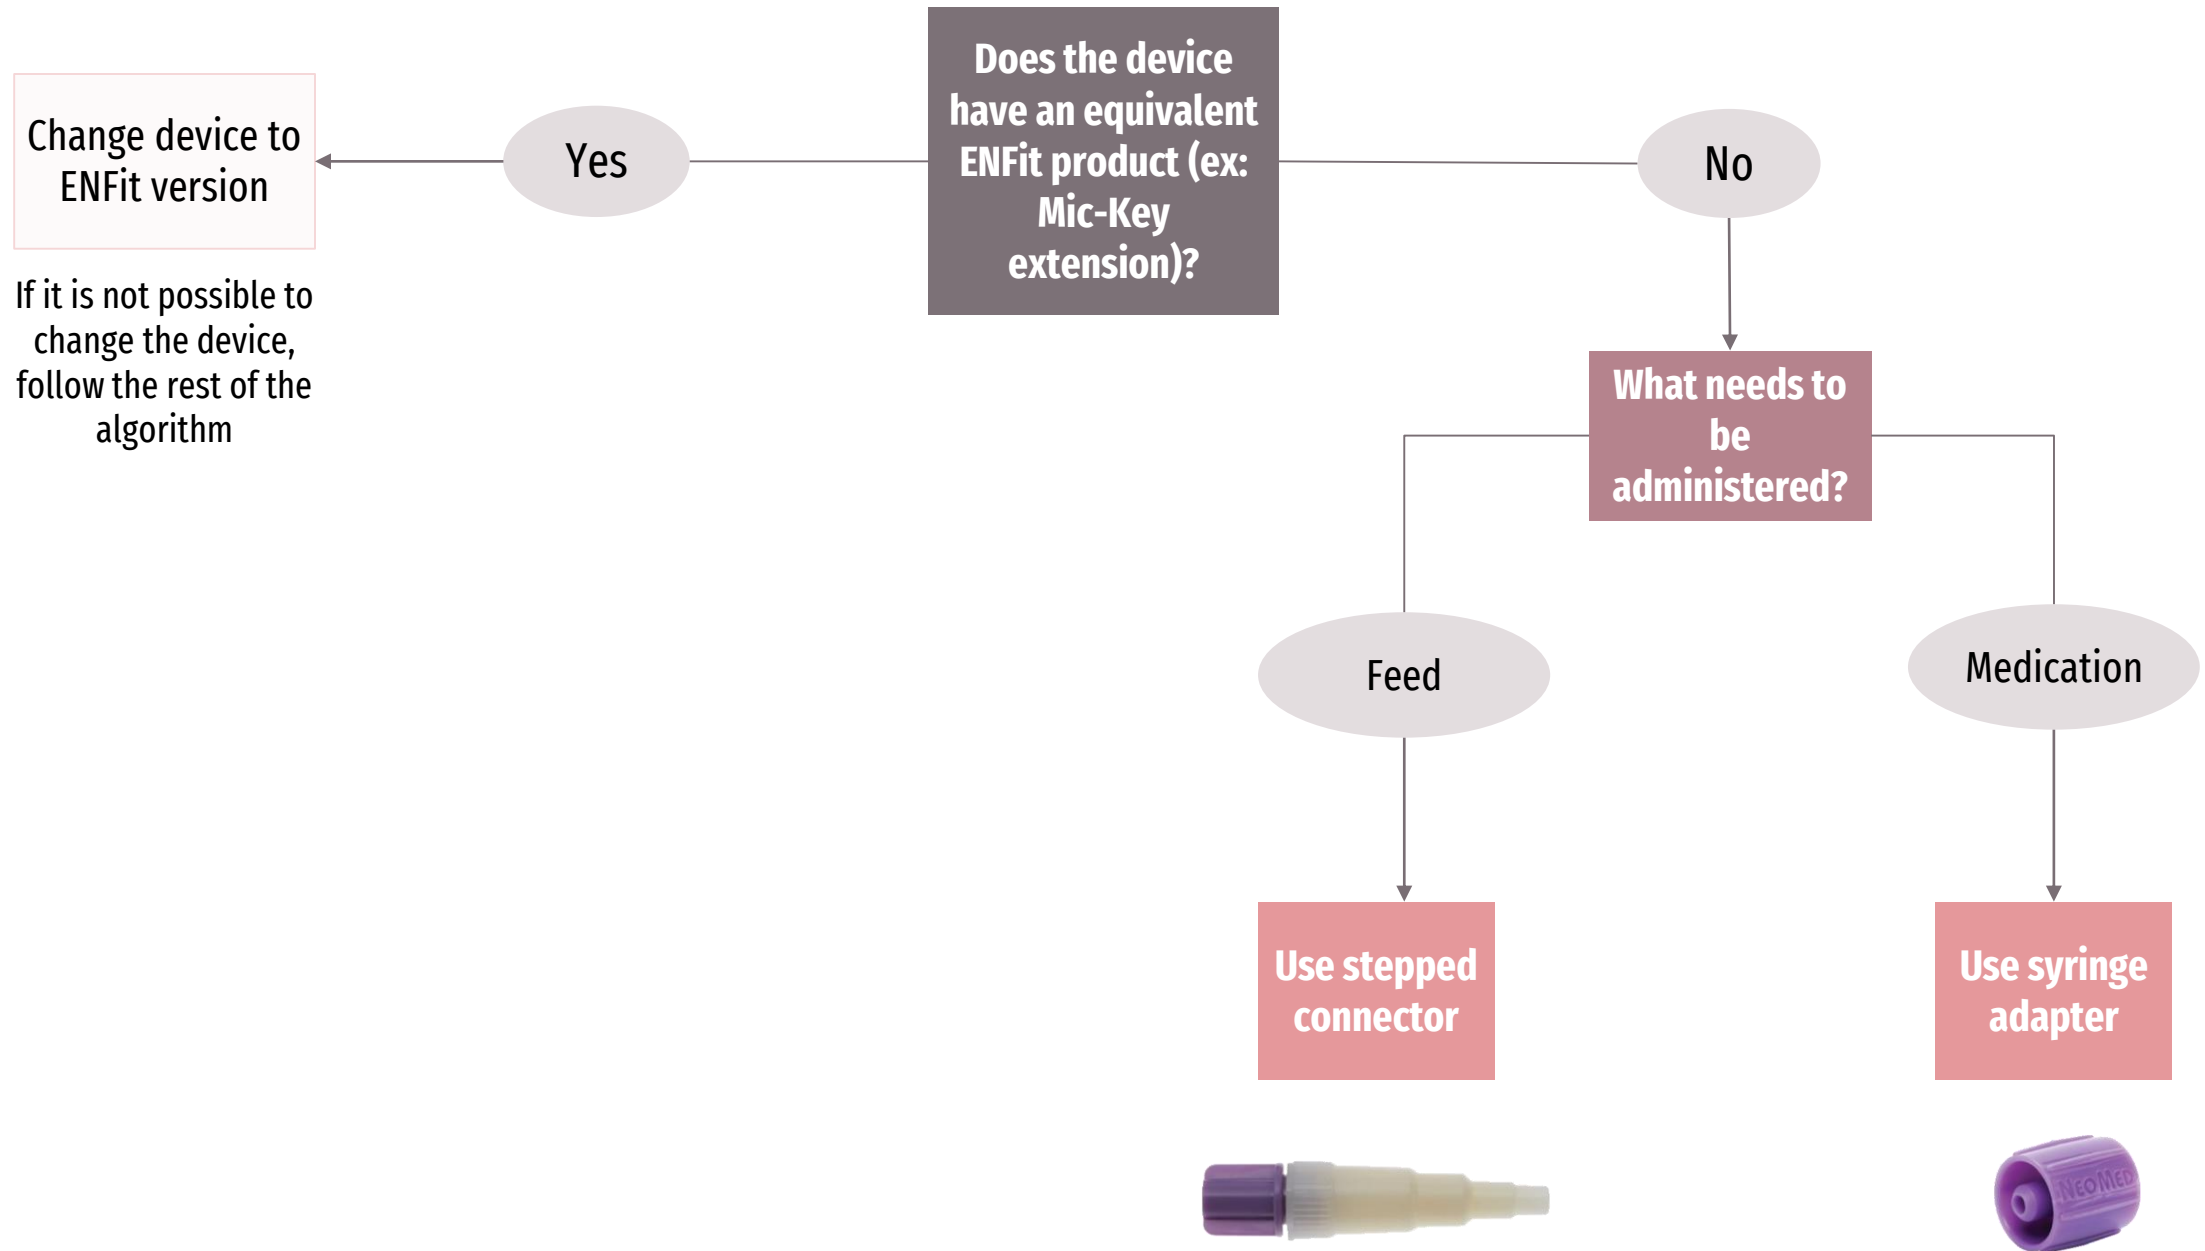 Does the device
have an equivalent
ENFit product (ex:
Mic-Key
extension)?
Yes
Change device to
ENFit version
If it is not possible to
change the device,
follow the rest of the
algorithm
No
What needs to
be
administered?
Feed
Medication
Use stepped
connector
Use syringe
adapter
NEOMED